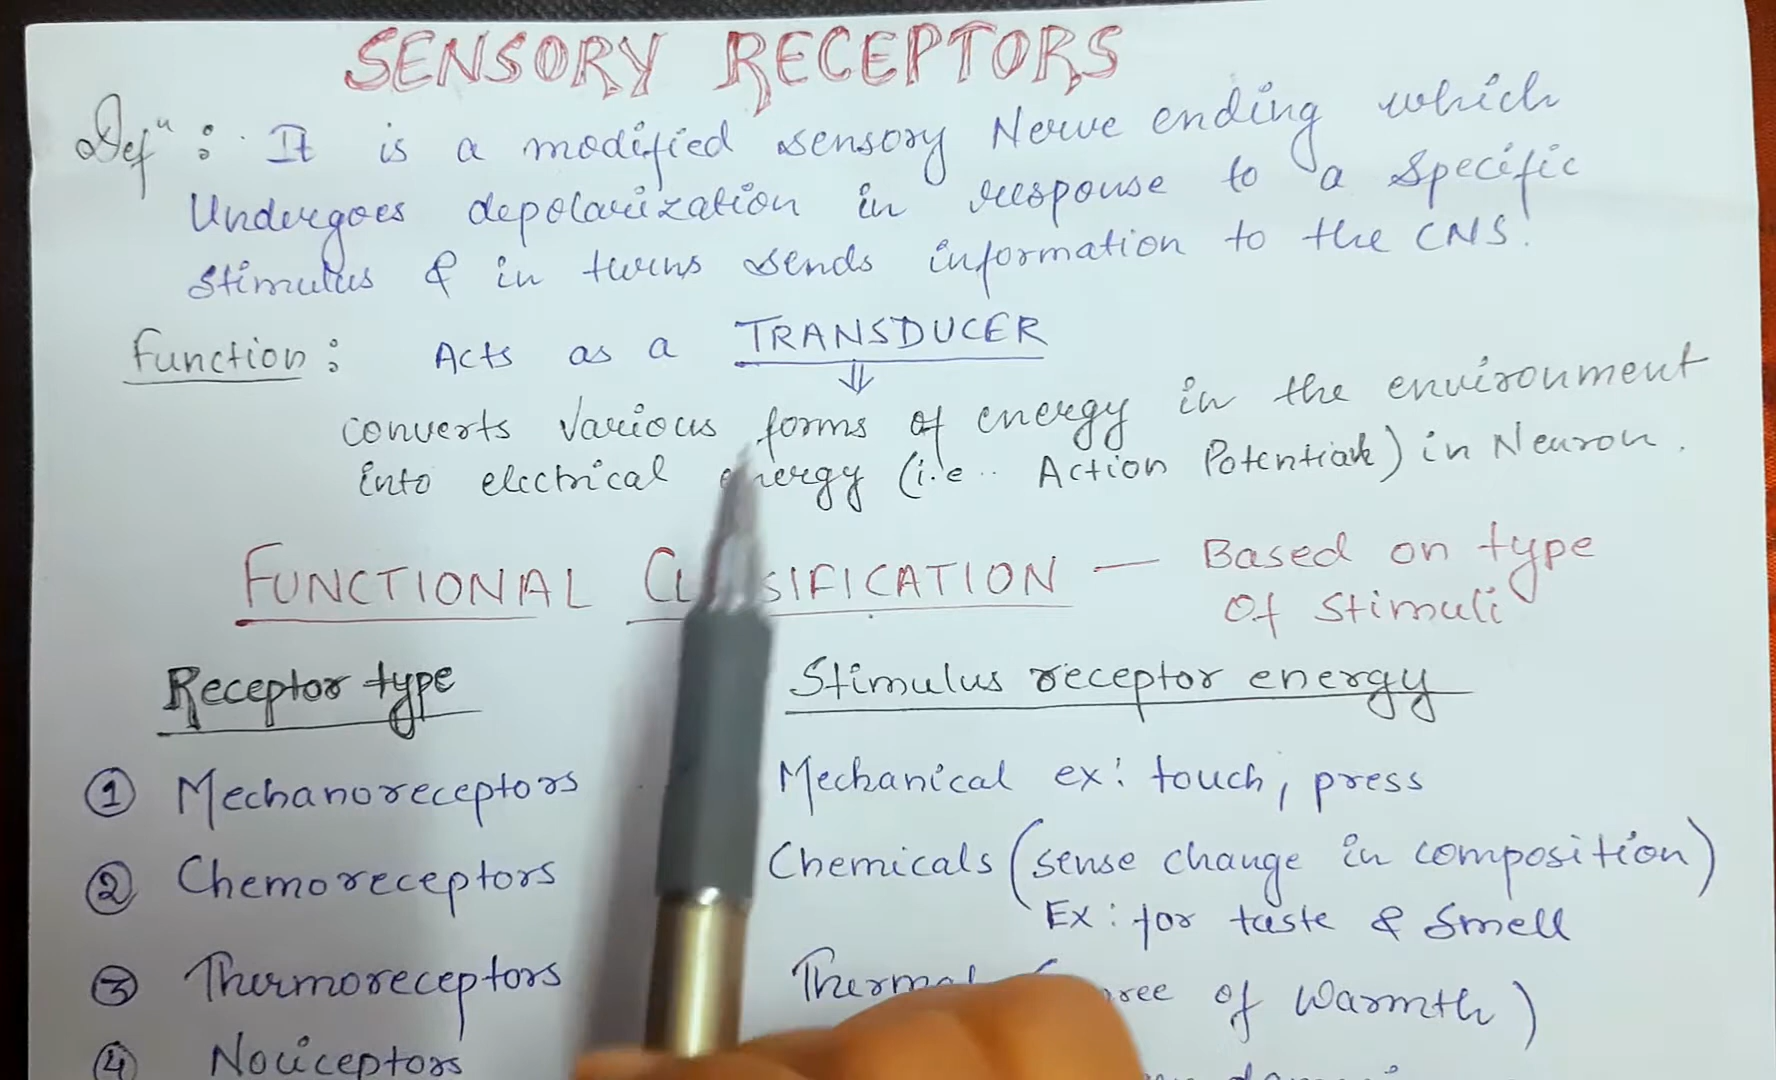 SENSORY RECEPTORS
Defn : It is a modified sensory Nerve ending which
Undergoes depolarization in response to a Specific
Stimulus & in turns sends information to the CNS.
Function : Acts as a TRANSDUCER
⇓
converts various forms of energy in the environment
into electrical energy (i.e.. Action Potential) in Neuron.
FUNCTIONAL CLASSIFICATION — Based on type
Of Stimuli
Receptor type Stimulus receptor energy
① Mechanoreceptors Mechanical ex: touch, press
② Chemoreceptors Chemicals (sense change in composition)
Ex: for taste & Smell
③ Thermoreceptors Thermal of Warmth)
④ Nociceptors